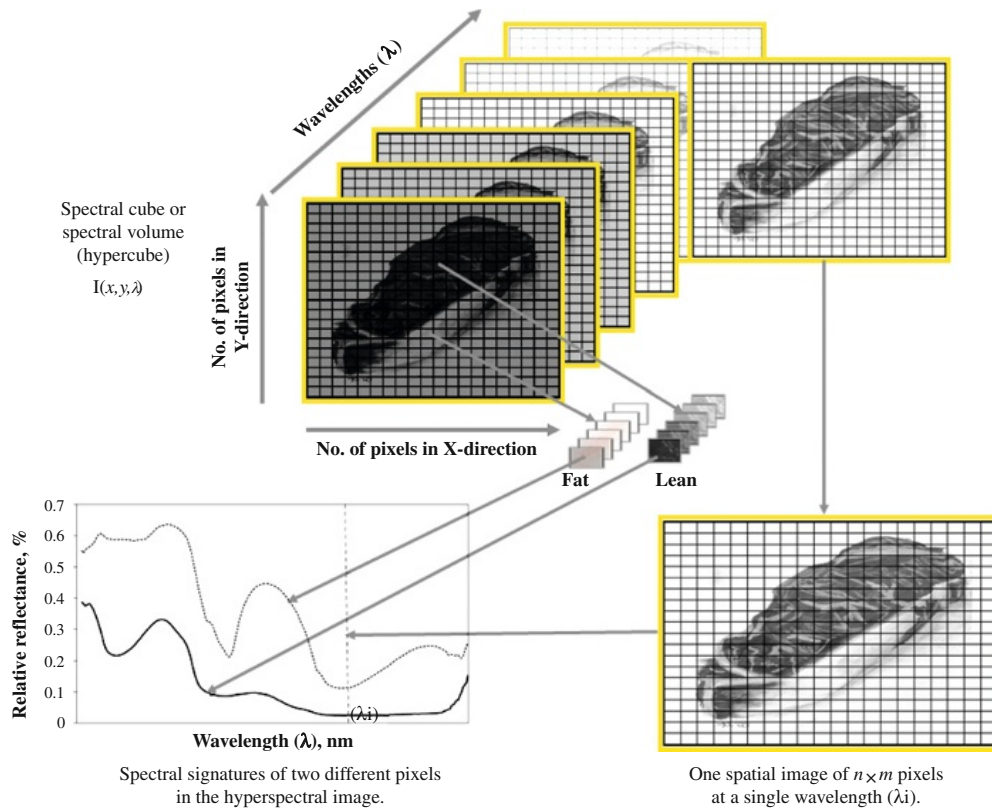 Wavelengths (λ)
Spectral cube or
spectral volume
(hypercube)
I(x,y,λ)
No. of pixels in
Y-direction
No. of pixels in X-direction
Fat
Lean
0.7
0.6
0.5
0.4
0.3
0.2
0.1
0
Relative reflectance, %
(λi)
Wavelength (λ), nm
Spectral signatures of two different pixels
in the hyperspectral image.
One spatial image of n×m pixels
at a single wavelength (λi).